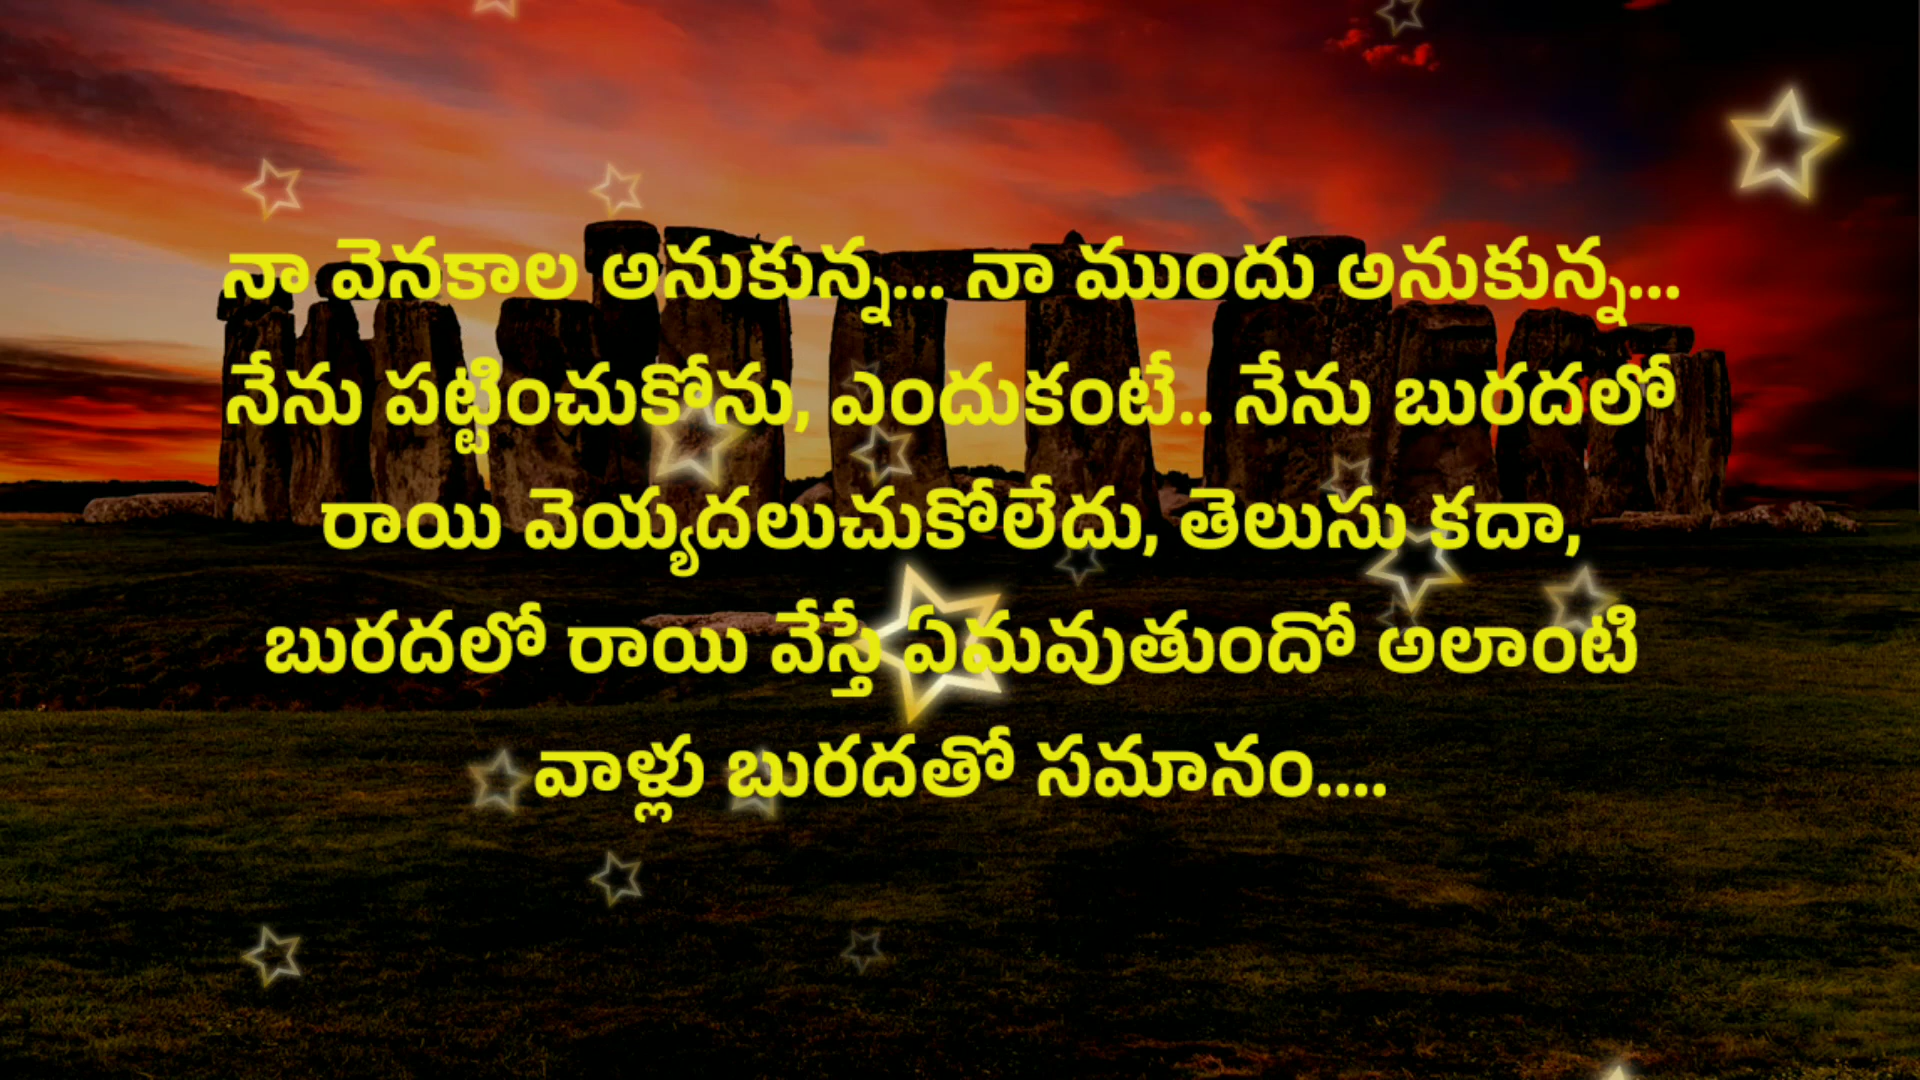 నా వెనకాల అనుకున్న... నా ముందు అనుకున్న...
నేను పట్టించుకోను, ఎందుకంటే.. నేను బురదలో
రాయి వెయ్యదలుచుకోలేదు, తెలుసు కదా,
బురదలో రాయి వేస్తే ఏమవుతుందో అలాంటి
వాళ్లు బురదతో సమానం....